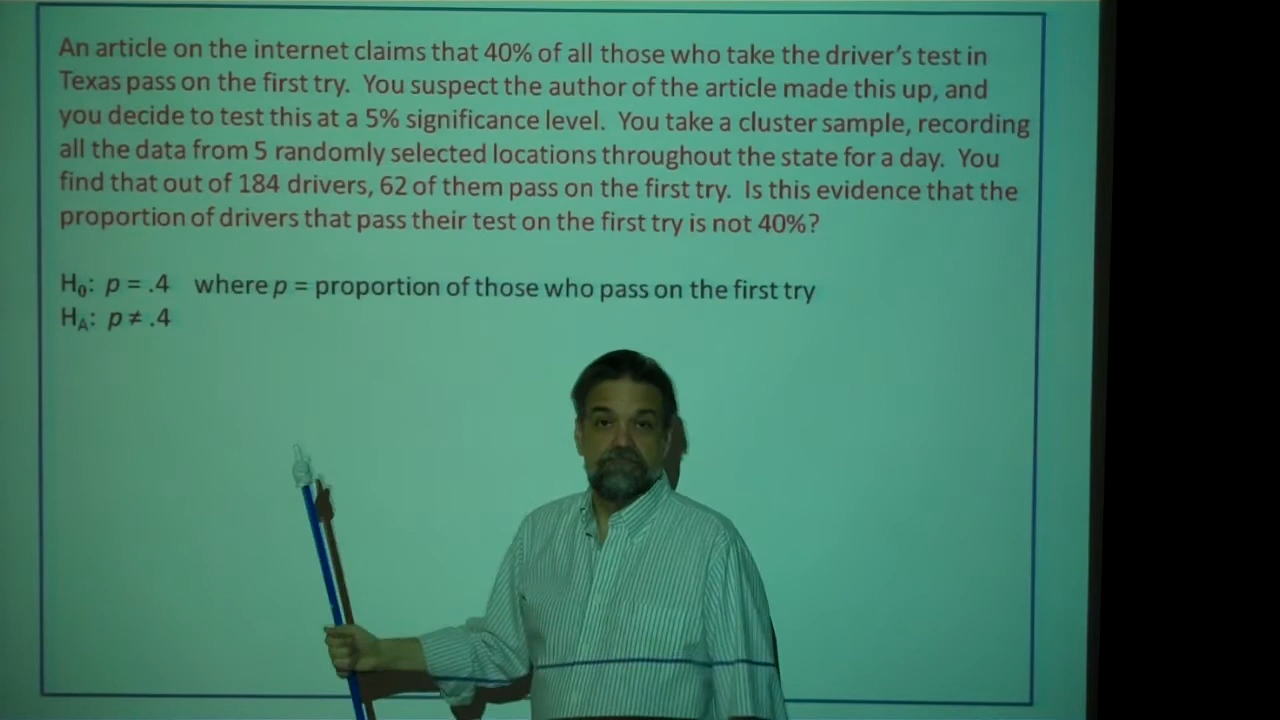 An article on the internet claims that 40% of all those who take the driver's test in
Texas pass on the first try. You suspect the author of the article made this up, and
you decide to test this at a 5% significance level. You take a cluster sample, recording
all the data from 5 randomly selected locations throughout the state for a day. You
find that out of 184 drivers, 62 of them pass on the first try. Is this evidence that the
proportion of drivers that pass their test on the first try is not 40%?
H₀: p = .4 where p = proportion of those who pass on the first try
Hᴀ: p ≠ .4